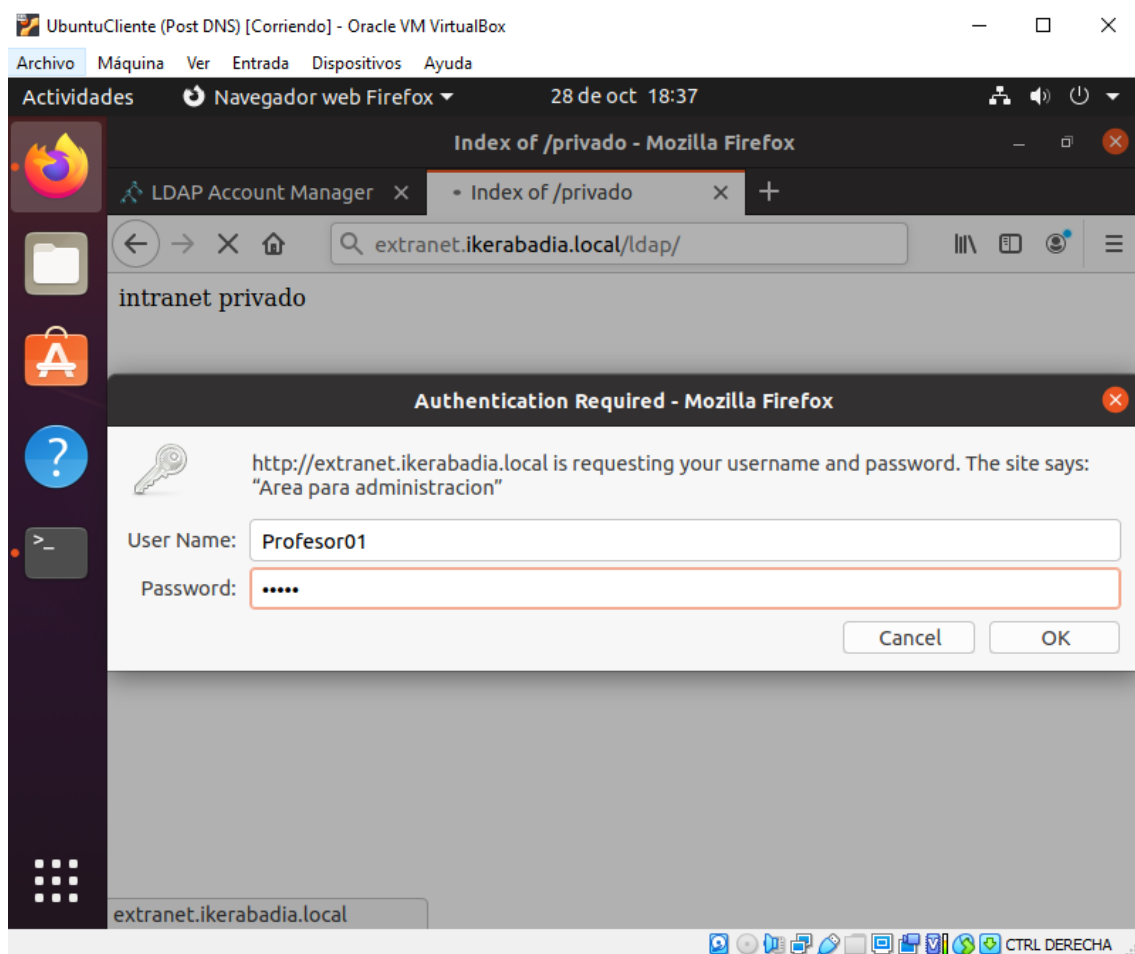 UbuntuCliente (Post DNS) [Corriendo] - Oracle VM VirtualBox
Archivo Máquina Ver Entrada Dispositivos Ayuda
Actividades Navegador web Firefox 28 de oct 18:37
Index of /privado - Mozilla Firefox
LDAP Account Manager Index of /privado
extranet.ikerabadia.local/ldap/
intranet privado
Authentication Required - Mozilla Firefox
http://extranet.ikerabadia.local is requesting your username and password. The site says:
“Area para administracion”
User Name: Profesor01
Password: •••••
Cancel OK
extranet.ikerabadia.local
CTRL DERECHA